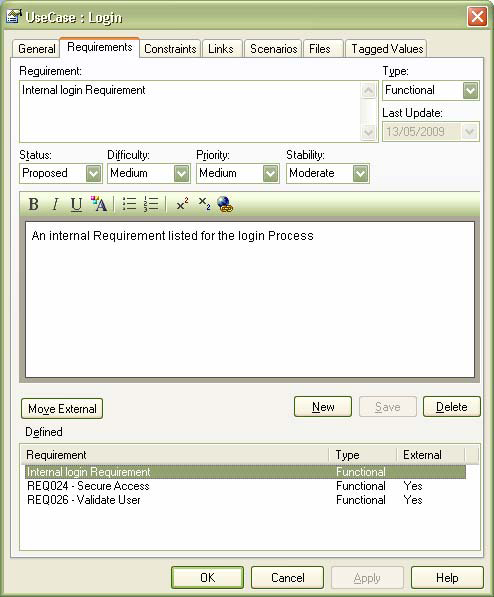 UseCase : Login
General Requirements Constraints Links Scenarios Files Tagged Values
Requirement: Type:
Internal login Requirement Functional
Last Update:
13/05/2009
Status: Difficulty: Priority: Stability:
Proposed Medium Medium Moderate
B I U A x² x₂
An internal Requirement listed for the login Process
Move External New Save Delete
Defined
Requirement Type External
Internal login Requirement Functional
REQ024 - Secure Access Functional Yes
REQ026 - Validate User Functional Yes
OK Cancel Apply Help